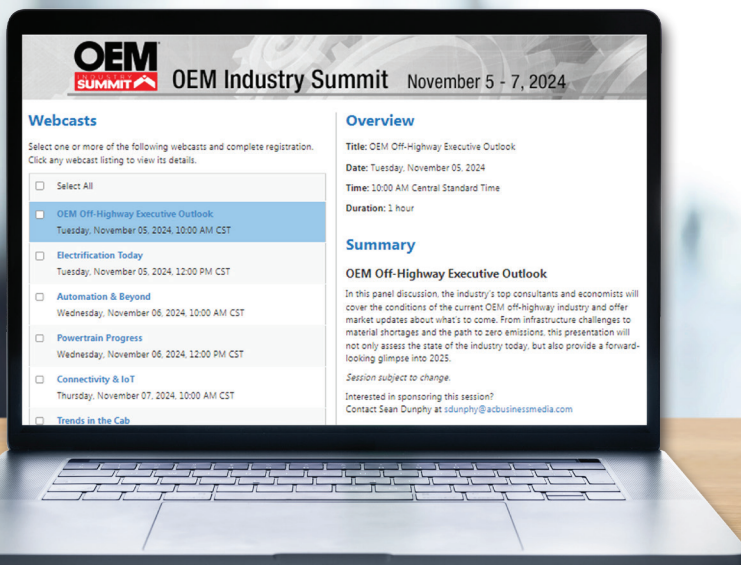 OEM
INDUSTRY
SUMMIT
OEM Industry Summit November 5 - 7, 2024
Webcasts
Select one or more of the following webcasts and complete registration.
Click any webcast listing to view its details.
Select All
OEM Off-Highway Executive Outlook
Tuesday, November 05, 2024, 10:00 AM CST
Electrification Today
Tuesday, November 05, 2024, 12:00 PM CST
Automation & Beyond
Wednesday, November 06, 2024, 10:00 AM CST
Powertrain Progress
Wednesday, November 06, 2024, 12:00 PM CST
Connectivity & IoT
Thursday, November 07, 2024, 10:00 AM CST
Trends in the Cab
Overview
Title: OEM Off-Highway Executive Outlook
Date: Tuesday, November 05, 2024
Time: 10:00 AM Central Standard Time
Duration: 1 hour
Summary
OEM Off-Highway Executive Outlook
In this panel discussion, the industry's top consultants and economists will
cover the conditions of the current OEM off-highway industry and offer
market updates about what's to come. From infrastructure challenges to
material shortages and the path to zero emissions, this presentation will
not only assess the state of the industry today, but also provide a forward-
looking glimpse into 2025.
Session subject to change.
Interested in sponsoring this session?
Contact Sean Dunphy at sdunphy@acbusinessmedia.com